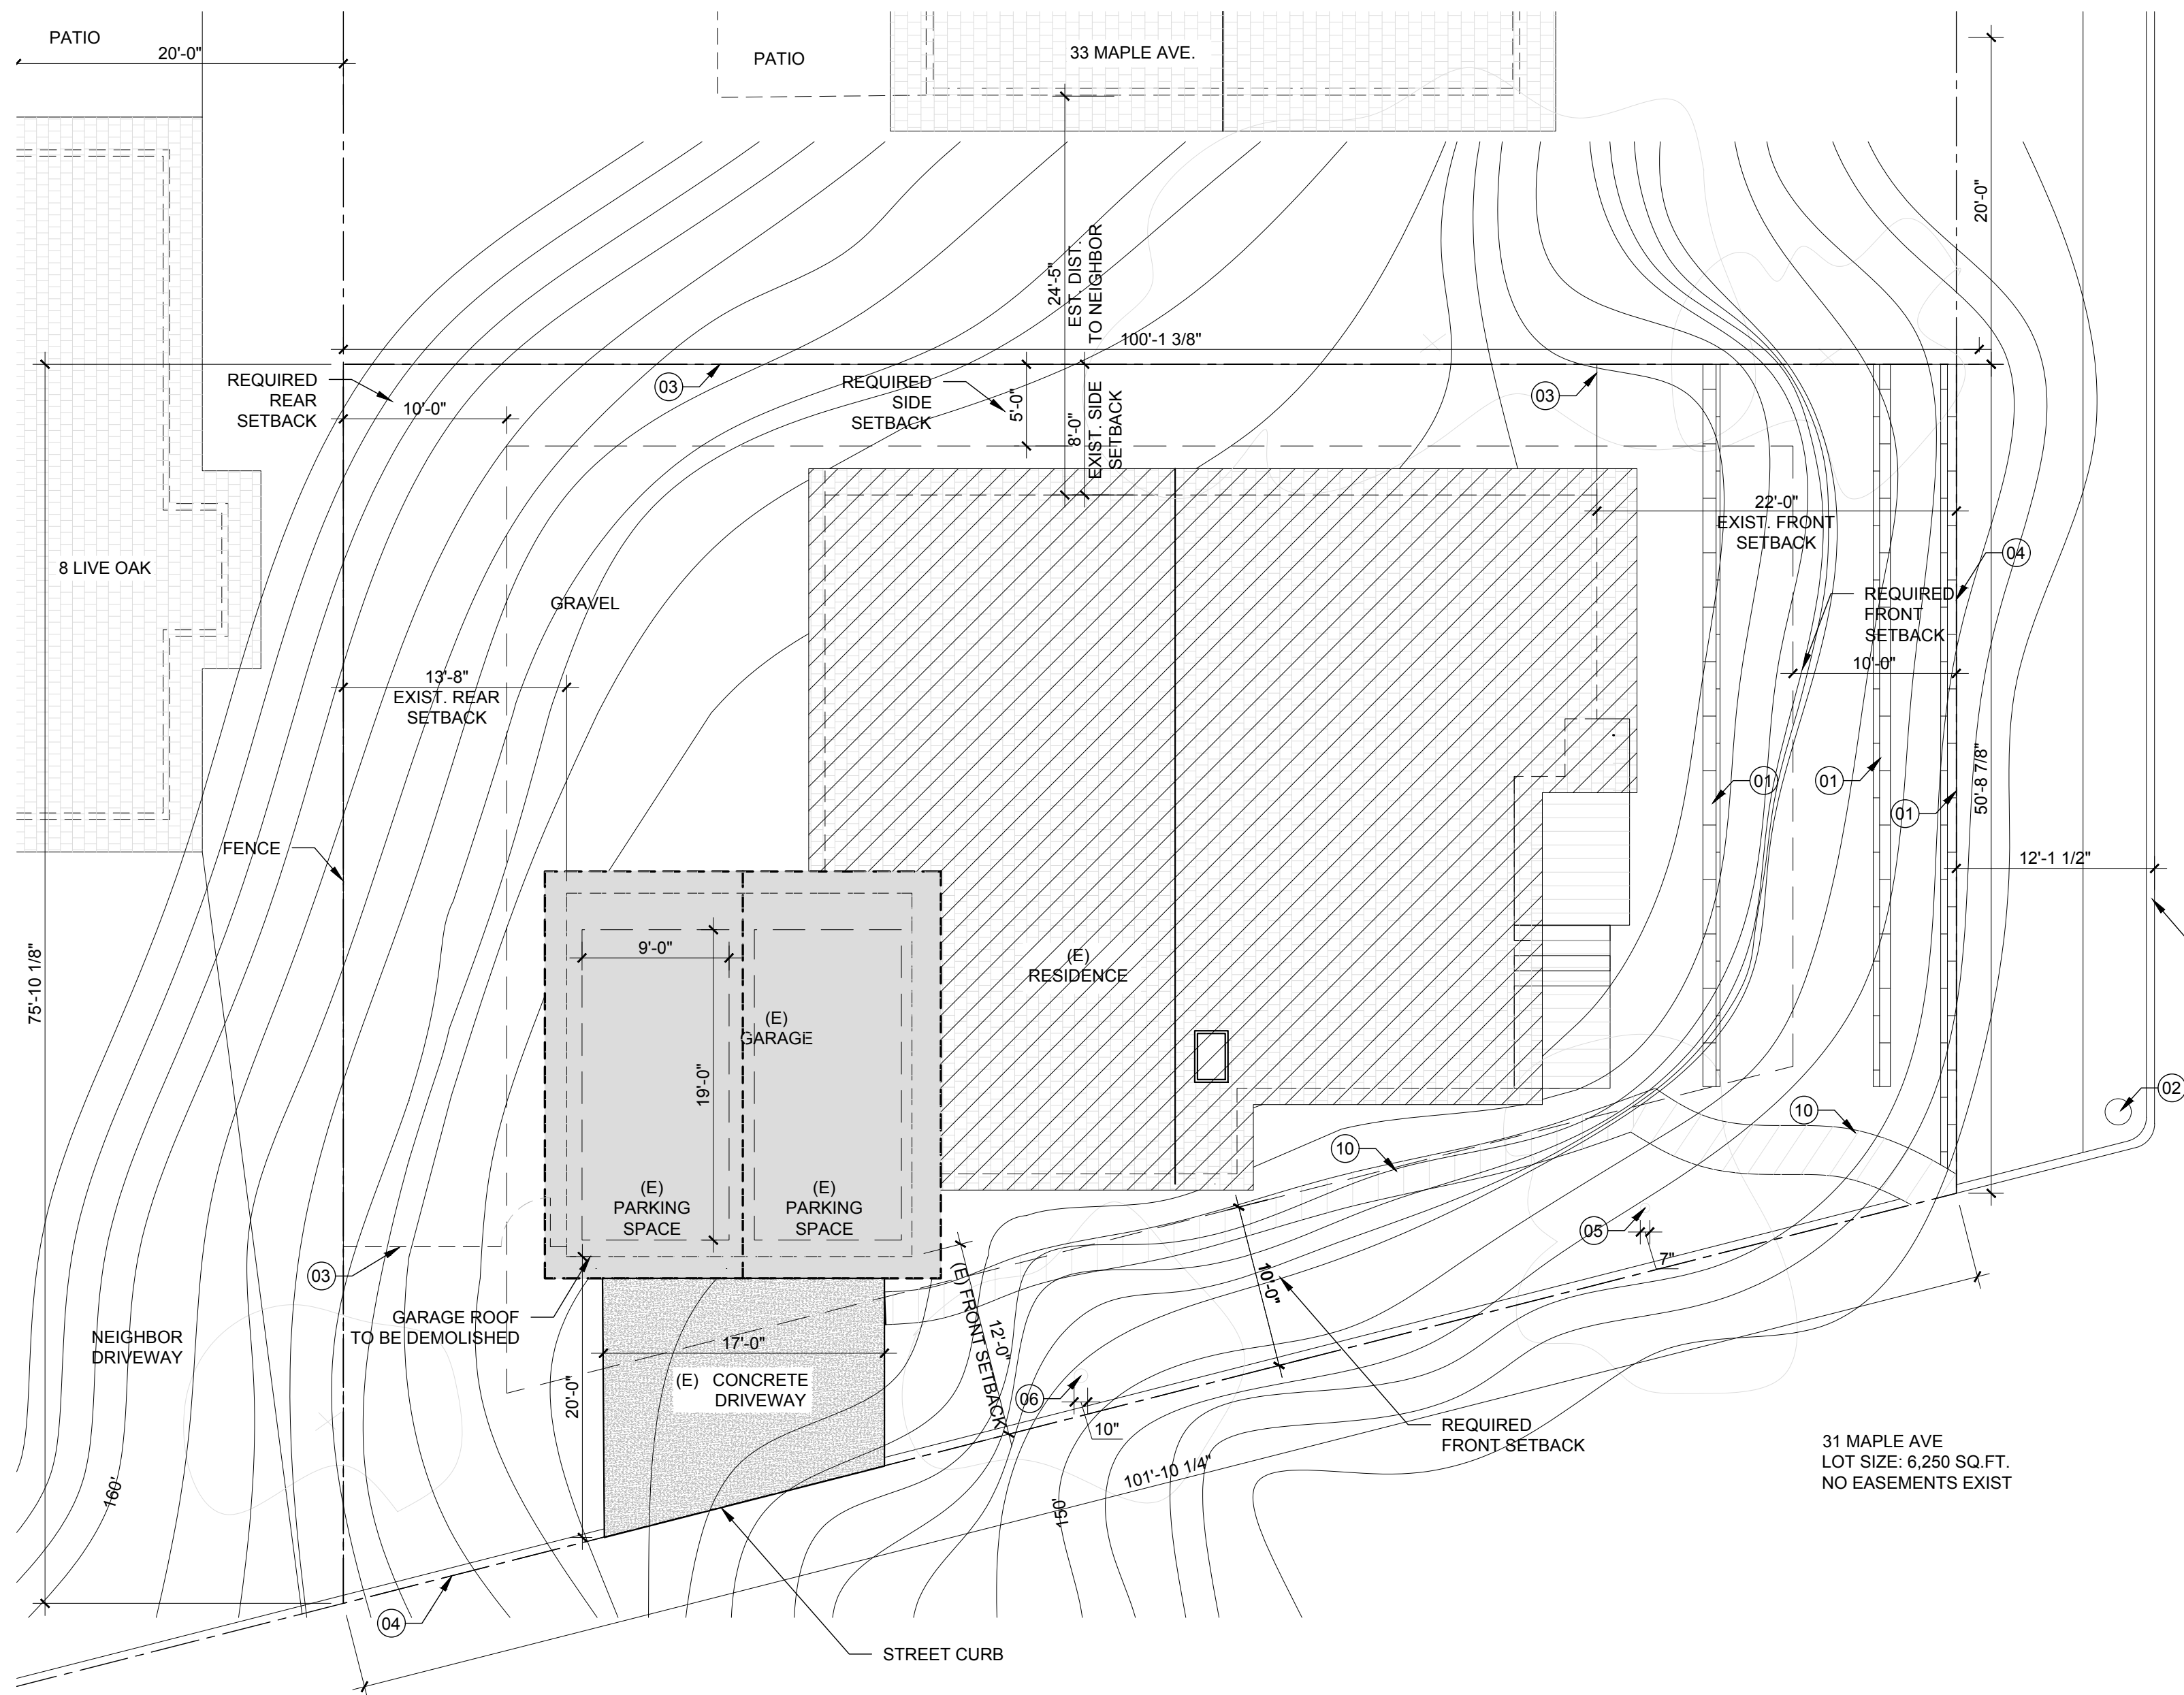 PATIO
20'-0"
PATIO
33 MAPLE AVE.
20'-0"
24'-5"
EST. DIST.
TO NEIGHBOR
100'-1 3/8"
REQUIRED
REAR
SETBACK
10'-0"
03
REQUIRED
SIDE
SETBACK
5'-0"
8'-0"
EXIST. SIDE
SETBACK
03
22'-0"
EXIST. FRONT
SETBACK
04
8 LIVE OAK
GRAVEL
REQUIRED
FRONT
SETBACK
10'-0"
13'-8"
EXIST. REAR
SETBACK
01
01
01
50'-8 7/8"
FENCE
12'-1 1/2"
75'-10 1/8"
9'-0"
(E)
RESIDENCE
(E)
GARAGE
19'-0"
02
10
10
(E)
PARKING
SPACE
(E)
PARKING
SPACE
05
7"
03
(E) FRONT SETBACK
12'-0"
10'-0"
GARAGE ROOF
TO BE DEMOLISHED
NEIGHBOR
DRIVEWAY
17'-0"
20'-0"
(E) CONCRETE
DRIVEWAY
06
10"
REQUIRED
FRONT SETBACK
31 MAPLE AVE
LOT SIZE: 6,250 SQ.FT.
NO EASEMENTS EXIST
101'-10 1/4"
160'
150'
04
STREET CURB